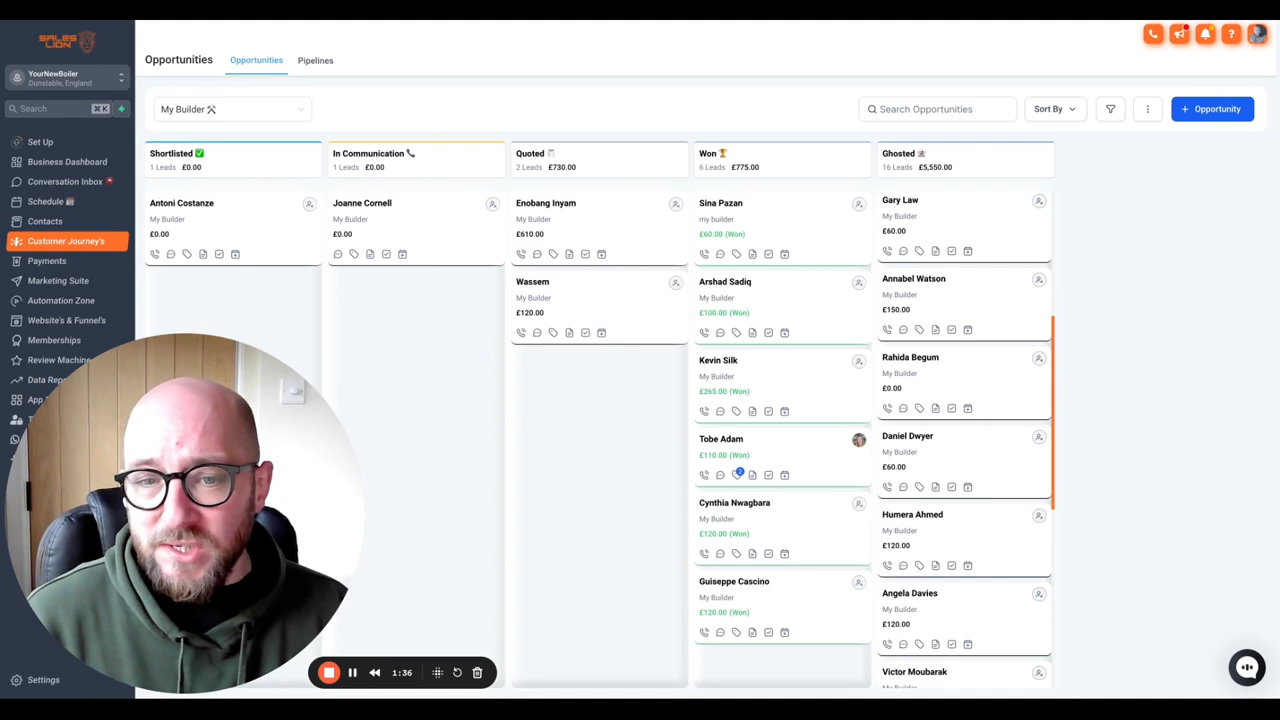 SALES
LION
YourNewBoiler
Dunstable, England
Search
⌘ K
Set Up
Business Dashboard
Conversation Inbox
Schedule
Contacts
Customer Journey's
Payments
Marketing Suite
Automation Zone
Website's & Funnel's
Memberships
Review Machine
Data Rep
App
Settings
Opportunities
Opportunities
Pipelines
My Builder 🛠
Search Opportunities
Sort By
+ Opportunity
Shortlisted ✅
1 Leads £0.00
Antoni Costanze
My Builder
£0.00
In Communication 📞
1 Leads £0.00
Joanne Cornell
My Builder
£0.00
Quoted
2 Leads £730.00
Enobang Inyam
My Builder
£610.00
Wassem
My Builder
£120.00
Won 🏆
6 Leads £775.00
Sina Pazan
my builder
£60.00 (Won)
Arshad Sadiq
My Builder
£100.00 (Won)
Kevin Silk
My Builder
£265.00 (Won)
Tobe Adam
£110.00 (Won)
2
Cynthia Nwagbara
My Builder
£120.00 (Won)
Guiseppe Cascino
My Builder
£120.00 (Won)
Ghosted
16 Leads £5,550.00
Gary Law
My Builder
£60.00
Annabel Watson
My Builder
£150.00
Rahida Begum
My Builder
£0.00
Daniel Dwyer
My Builder
£60.00
Humera Ahmed
My Builder
£120.00
Angela Davies
My Builder
£120.00
Victor Moubarak
My Builder
1:36